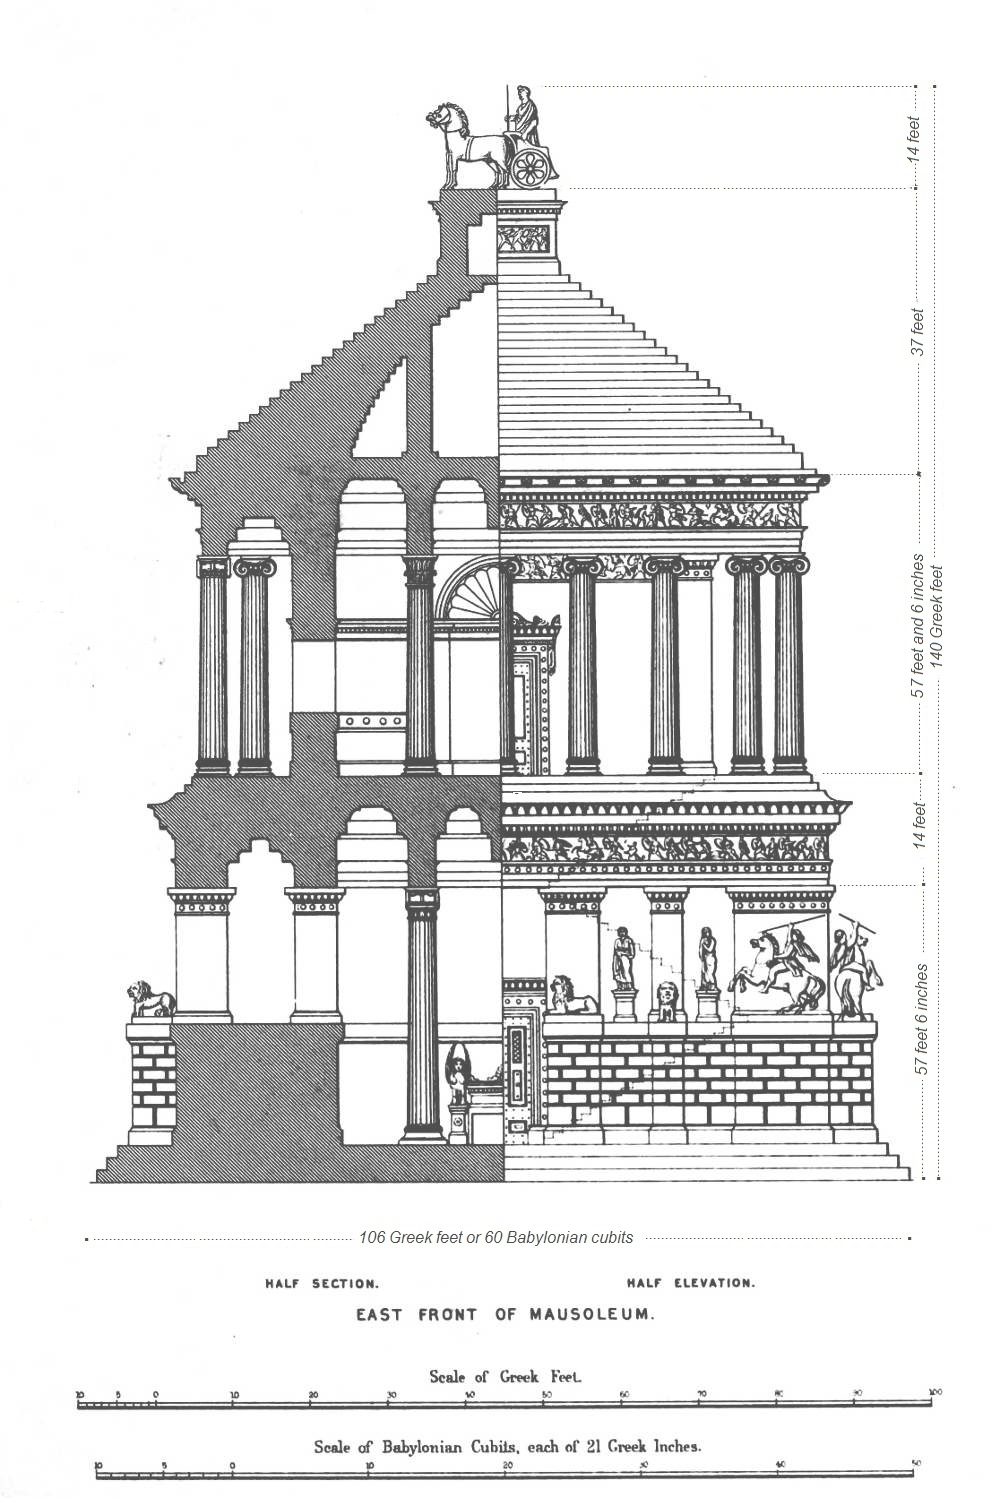 14 feet
37 feet
57 feet and 6 inches
140 Greek feet
14 feet
57 feet 6 inches
106 Greek feet or 60 Babylonian cubits
HALF SECTION. HALF ELEVATION.
EAST FRONT OF MAUSOLEUM.
Scale of Greek Feet.
10 5 0 10 20 30 40 50 60 70 80 90 100
Scale of Babylonian Cubits, each of 21 Greek Inches.
10 5 0 10 20 30 40 50